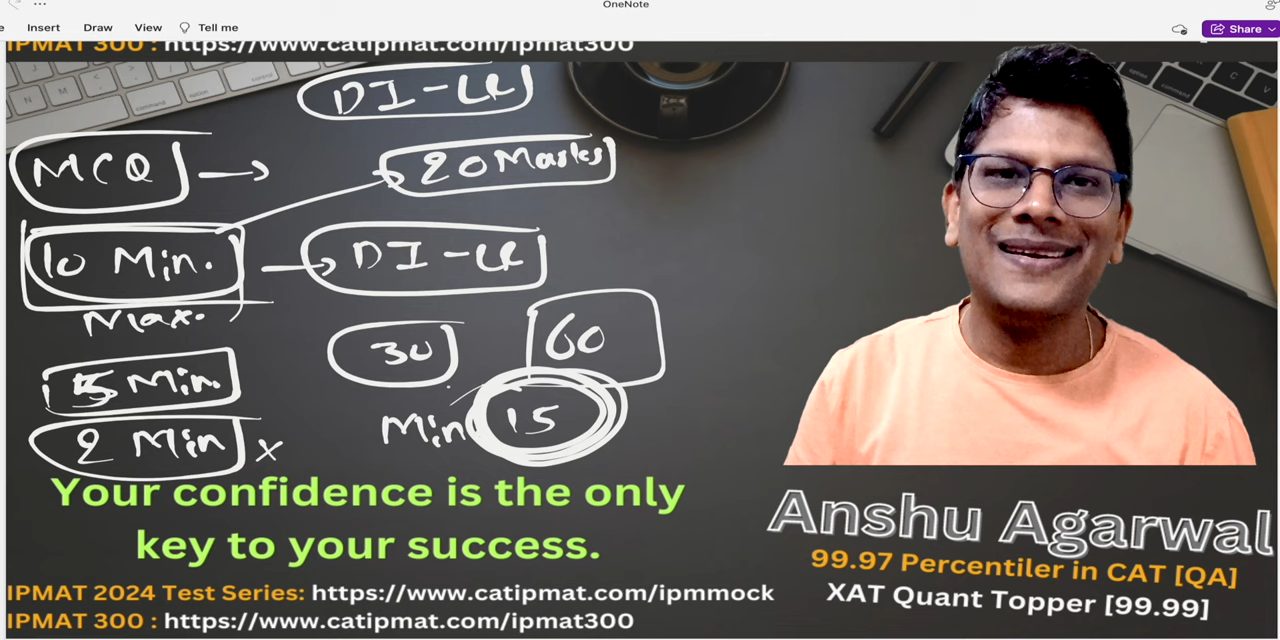 OneNote
Insert Draw View Tell me
Share
IPMAT 300 : https://www.catipmat.com/ipmat300
DI-LR
MCQ
20 Marks
10 Min.
DI-LR
Max.
30
60
5 Min.
Min 15
2 Min x
Your confidence is the only
key to your success.
Anshu Agarwal
99.97 Percentiler in CAT [QA]
XAT Quant Topper [99.99]
IPMAT 2024 Test Series: https://www.catipmat.com/ipmmock
IPMAT 300 : https://www.catipmat.com/ipmat300